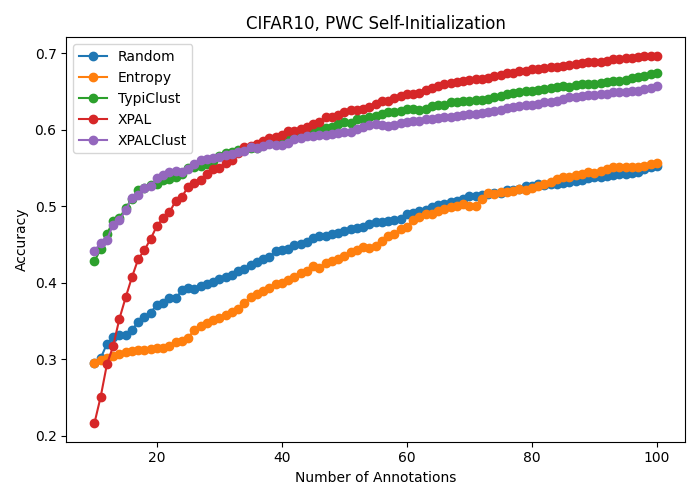 CIFAR10, PWC Self-Initialization
Random
Entropy
TypiClust
XPAL
XPALClust
Accuracy
0.7
0.6
0.5
0.4
0.3
0.2
20
40
60
80
100
Number of Annotations